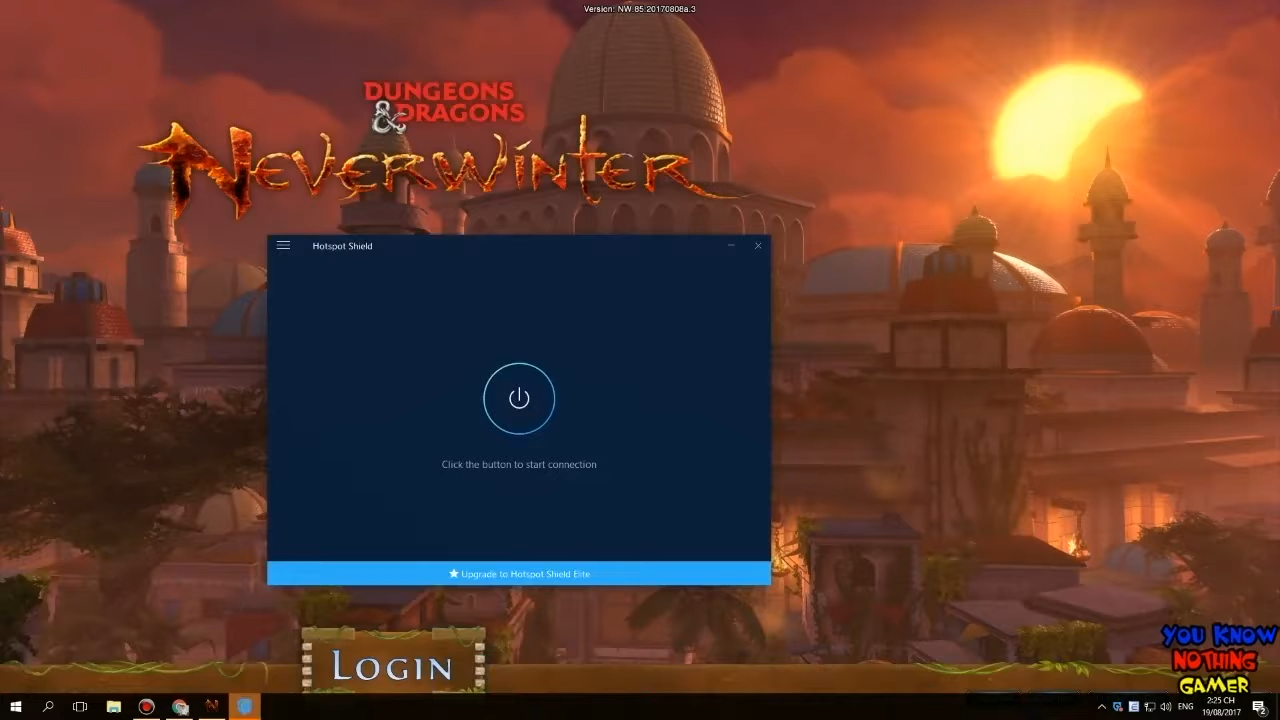 Version: NW.85.20170808a.3
DUNGEONS
& DRAGONS
NEVERWINTER
Hotspot Shield
Click the button to start connection
Upgrade to Hotspot Shield Elite
LOGIN
YOU KNOW
NOTHING
GAMER
ENG
2:25 CH
19/08/2017
2